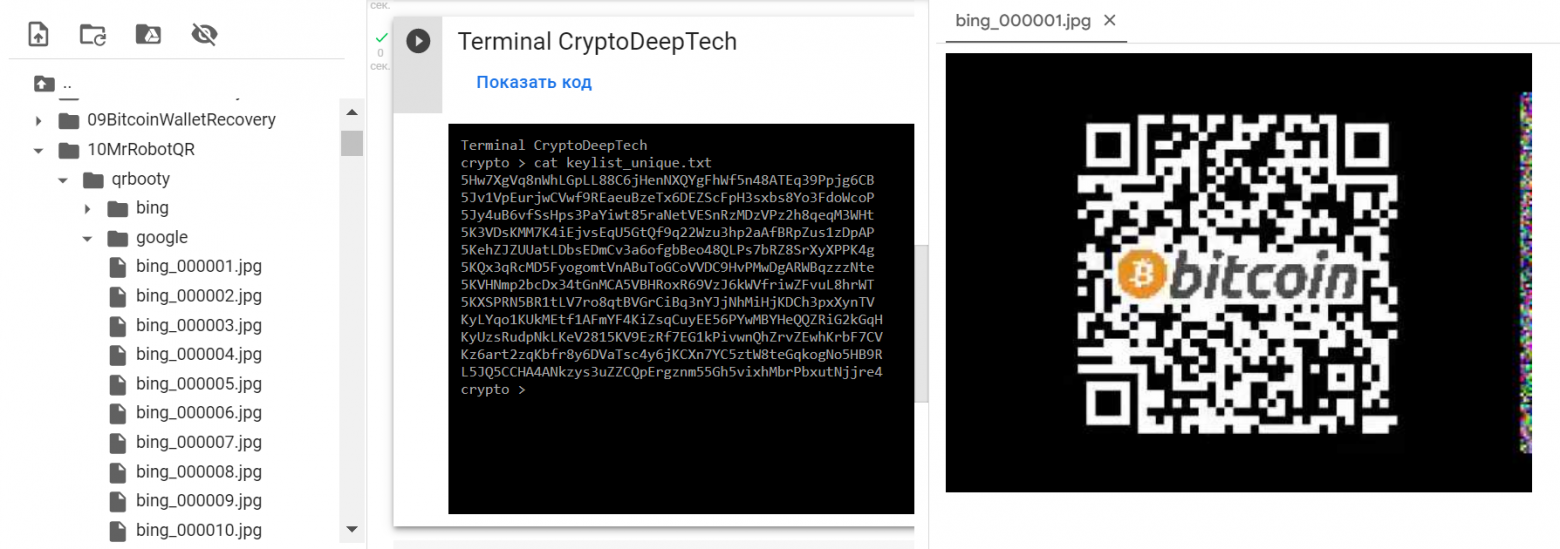 ..
09BitcoinWalletRecovery
10MrRobotQR
qrbooty
bing
google
bing_000001.jpg
bing_000002.jpg
bing_000003.jpg
bing_000004.jpg
bing_000005.jpg
bing_000006.jpg
bing_000007.jpg
bing_000008.jpg
bing_000009.jpg
bing_000010.jpg
сек.
0
сек.
Terminal CryptoDeepTech
Показать код
Terminal CryptoDeepTech
crypto > cat keylist_unique.txt
5Hw7XgVq8nWhLGpLL88C6jHenNXQYgFhWf5n48ATEq39Ppjg6CB
5Jv1VpEurjwCVwf9REaeuBzeTx6DEZScFpH3sxbs8Yo3FdoWcoP
5Jy4uB6vfSsHps3PaYiwt85raNetVESnRzMDzVPz2h8qeqM3WHt
5K3VDsKMM7K4iEjvsEqU5GtQf9q22Wzu3hp2aAfBRpZus1zDpAP
5KehZJZUUatLDbsEDmCv3a6ofgbBeo48QLPs7bRZ8SrXyXPPK4g
5KQx3qRcMD5FyogomtVnABuToGCoVVDC9HvPMwDgARWBqzzzNte
5KVHNmp2bcDx34tGnMCA5VBHRoxR69VzJ6kWVfriwZFvuL8hrWT
5KXSPRN5BR1tLV7ro8qtBVGrCiBq3nYJjNhMiHjKDCh3pxXynTV
KyLYqo1KUkMEtf1AFmYF4KiZsqCuyEE56PYwMBYHeQQZRiG2kGqH
KyUzsRudpNkLKeV2815KV9EzRf7EG1kPivwnQhZrvZEwhKrbF7CV
Kz6art2zqKbfr8y6DVaTsc4y6jKCXn7YC5ztW8teGqkogNo5HB9R
L5JQ5CCHA4ANkzys3uZZCQpErgznm55Gh5vixhMbrPbxutNjjre4
crypto >
bing_000001.jpg
bitcoin